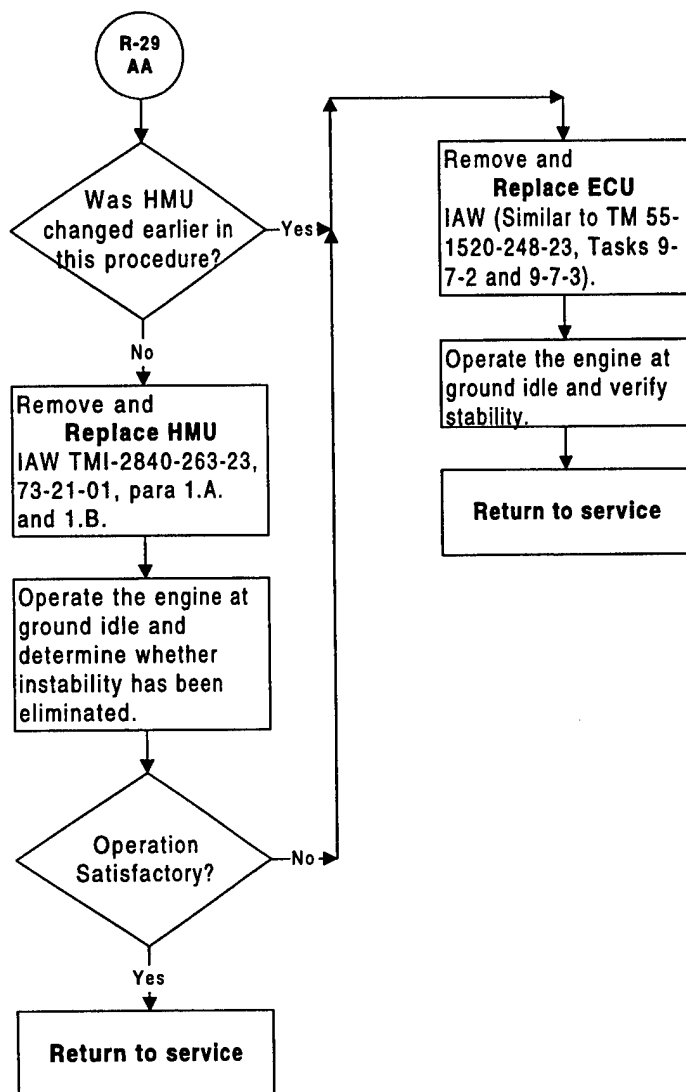 R-29
AA
Was HMU
changed earlier in
this procedure?
Yes
No
Remove and
Replace HMU
IAW TMI-2840-263-23,
73-21-01, para 1.A.
and 1.B.
Operate the engine at
ground idle and
determine whether
instability has been
eliminated.
Operation
Satisfactory?
No
Yes
Return to service
Remove and
Replace ECU
IAW (Similar to TM 55-
1520-248-23, Tasks 9-
7-2 and 9-7-3).
Operate the engine at
ground idle and verify
stability.
Return to service